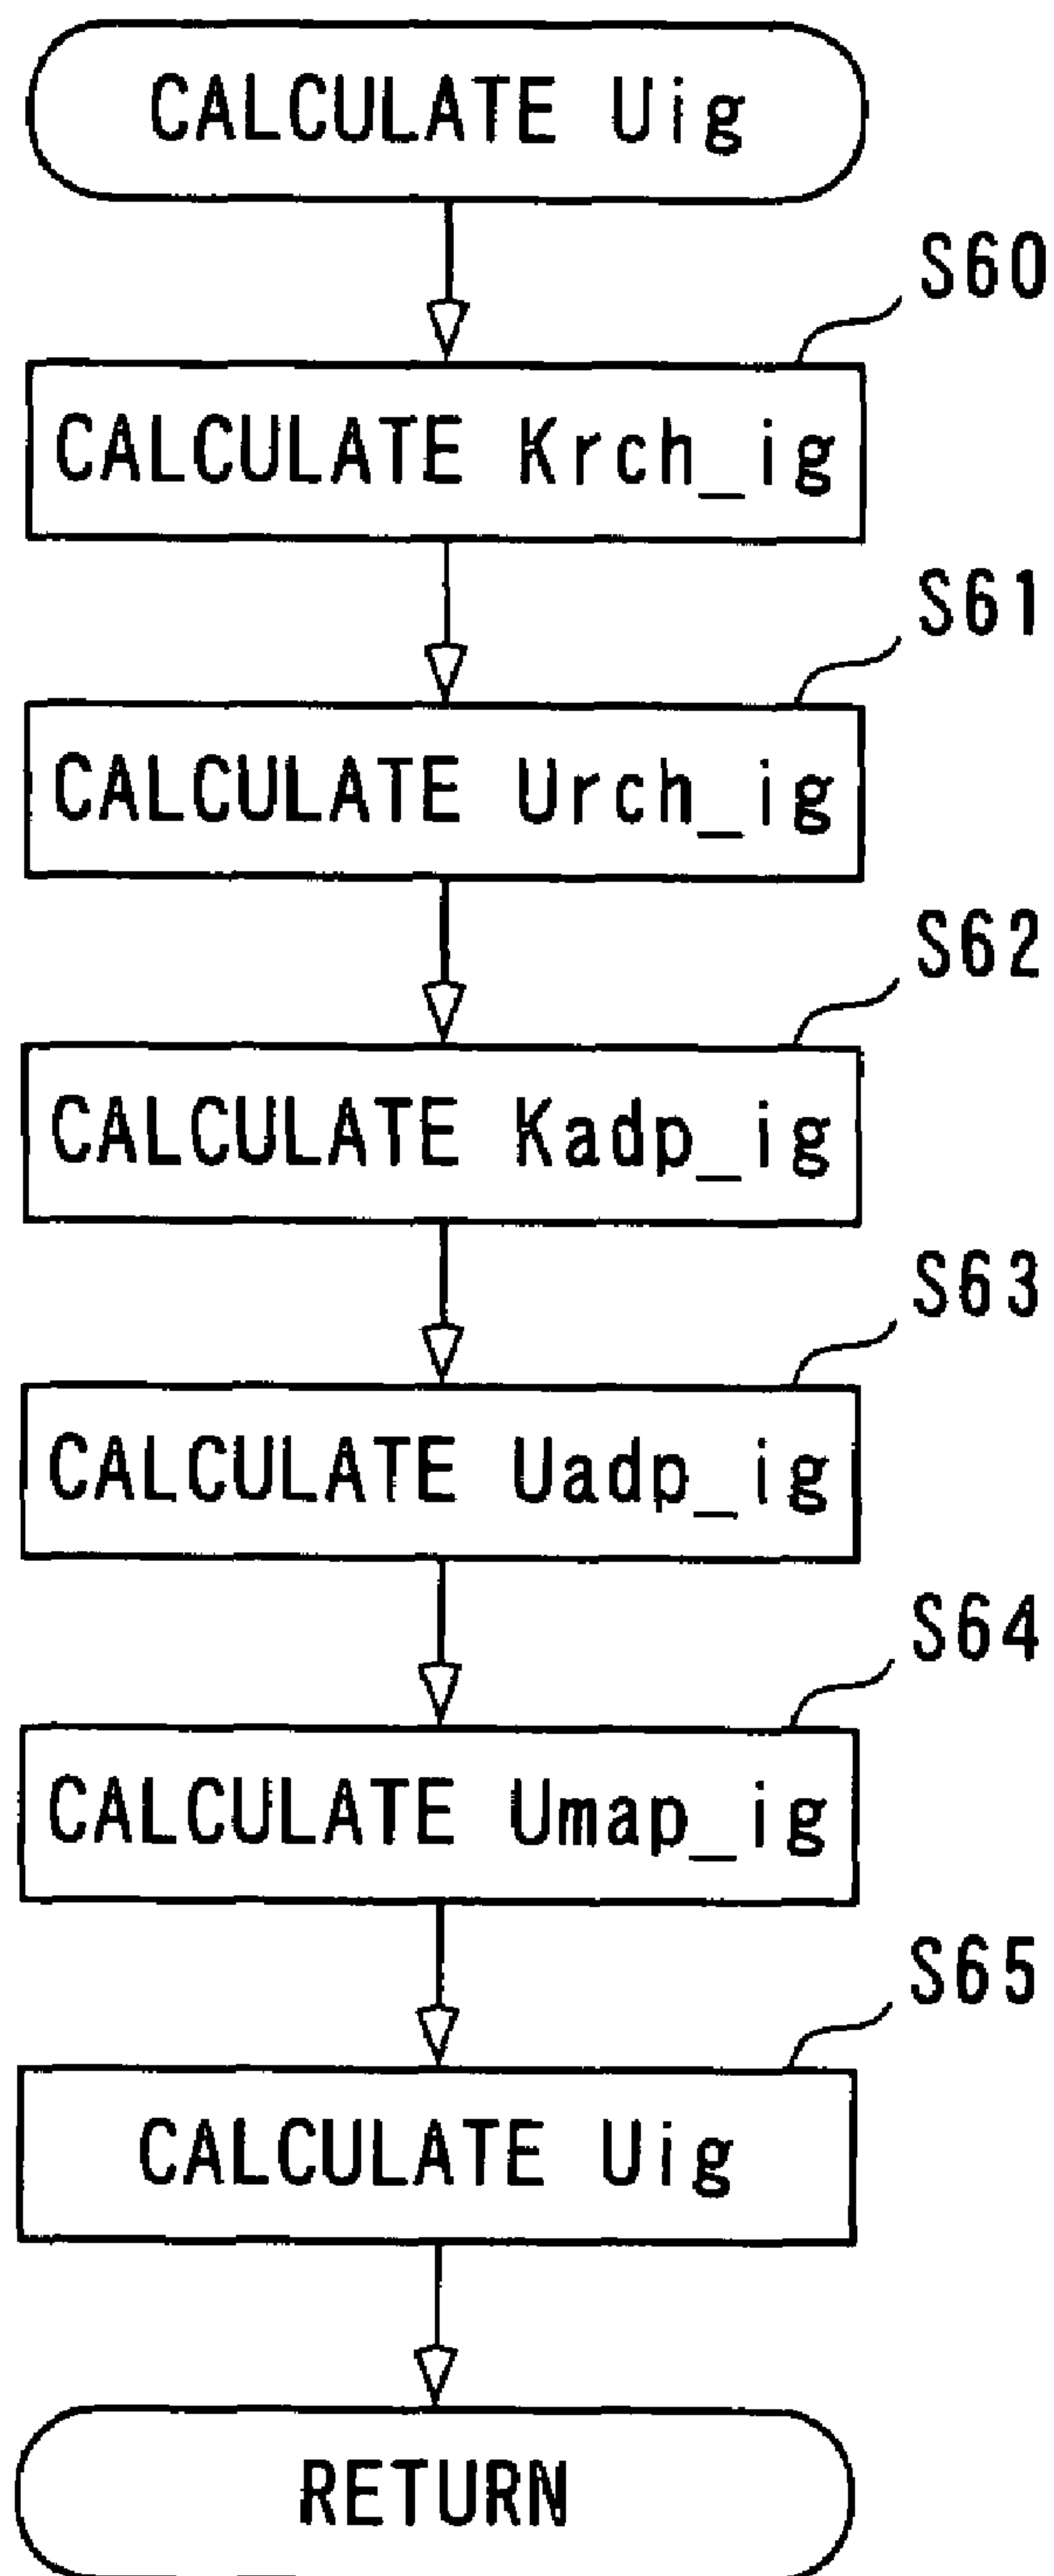 CALCULATE Uig
S60
CALCULATE Krch_ig
S61
CALCULATE Urch_ig
S62
CALCULATE Kadp_ig
S63
CALCULATE Uadp_ig
S64
CALCULATE Umap_ig
S65
CALCULATE Uig
RETURN